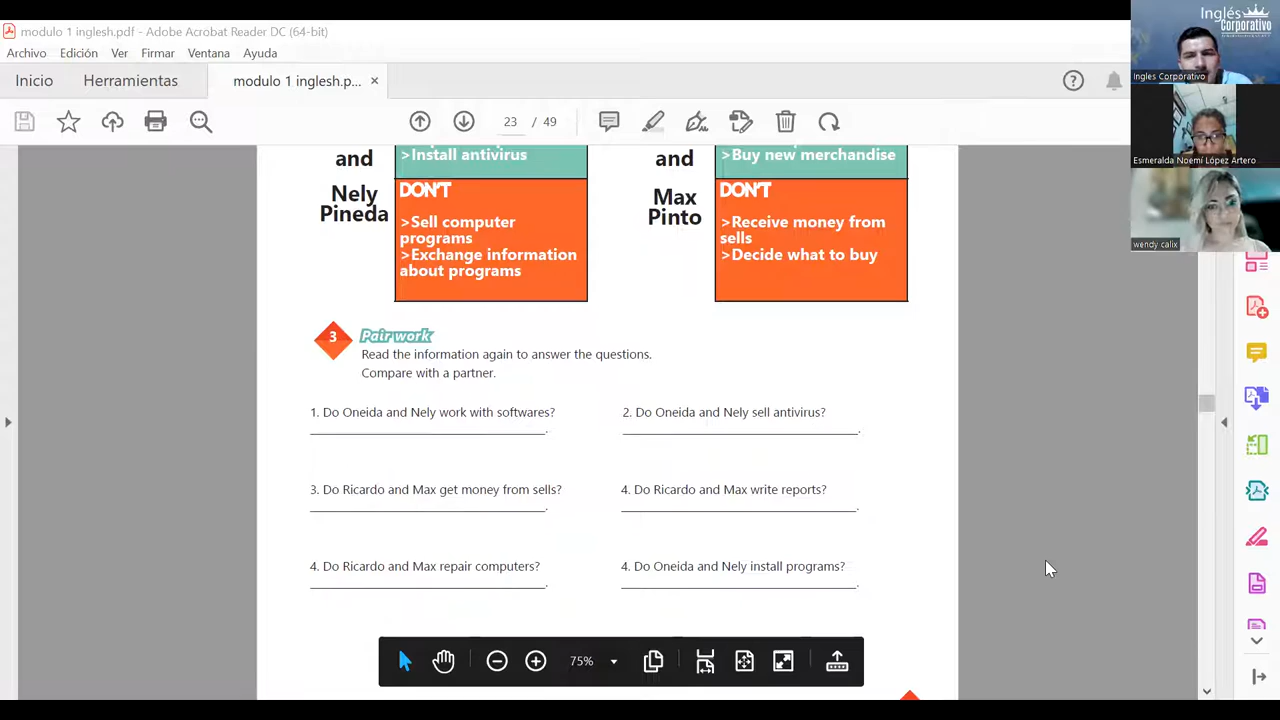 modulo 1 inglesh.pdf - Adobe Acrobat Reader DC (64-bit)
Archivo Edición Ver Firmar Ventana Ayuda
Inicio Herramientas modulo 1 inglesh.p... ×
23 / 49
and
Nely
Pineda
>Install antivirus
DON'T
>Sell computer
programs
>Exchange information
about programs
and
Max
Pinto
>Buy new merchandise
DON'T
>Receive money from
sells
>Decide what to buy
3 Pair work
Read the information again to answer the questions.
Compare with a partner.
1. Do Oneida and Nely work with softwares?
2. Do Oneida and Nely sell antivirus?
3. Do Ricardo and Max get money from sells?
4. Do Ricardo and Max write reports?
4. Do Ricardo and Max repair computers?
4. Do Oneida and Nely install programs?
75%
Inglés
Corporativo
Ingles Corporativo
Esmeralda Noemí López Artero
wendy calix